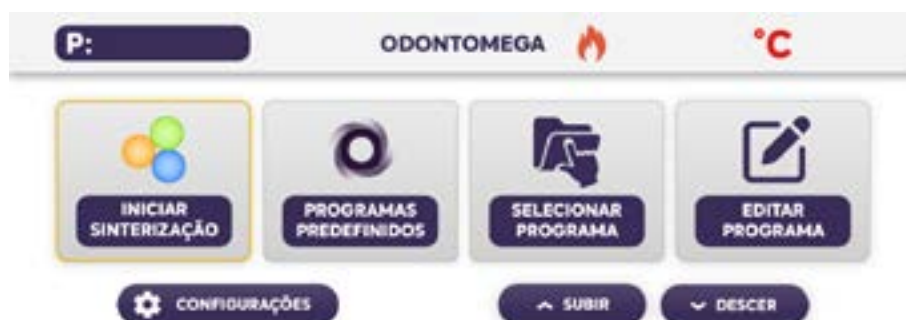 P:
ODONTOMEGA
°C
INICIAR
SINTERIZAÇÃO
PROGRAMAS
PREDEFINIDOS
SELECIONAR
PROGRAMA
EDITAR
PROGRAMA
CONFIGURAÇÕES
SUBIR
DESCER